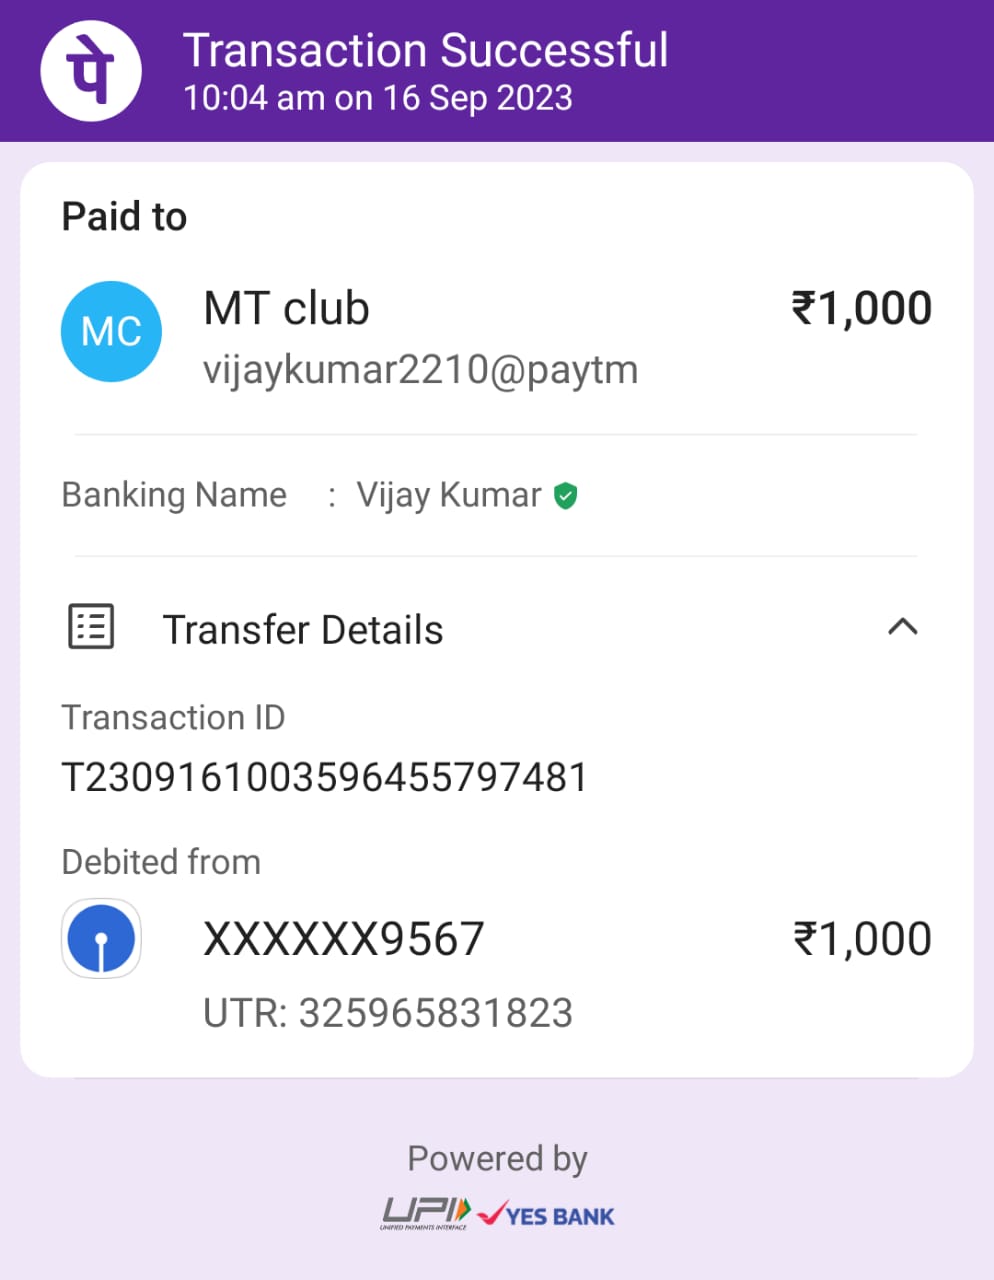 पे
Transaction Successful
10:04 am on 16 Sep 2023
Paid to
MC
MT club
₹1,000
vijaykumar2210@paytm
Banking Name : Vijay Kumar
Transfer Details
Transaction ID
T2309161003596455797481
Debited from
XXXXXX9567
₹1,000
UTR: 325965831823
Powered by
UPI
UNIFIED PAYMENTS INTERFACE
YES BANK